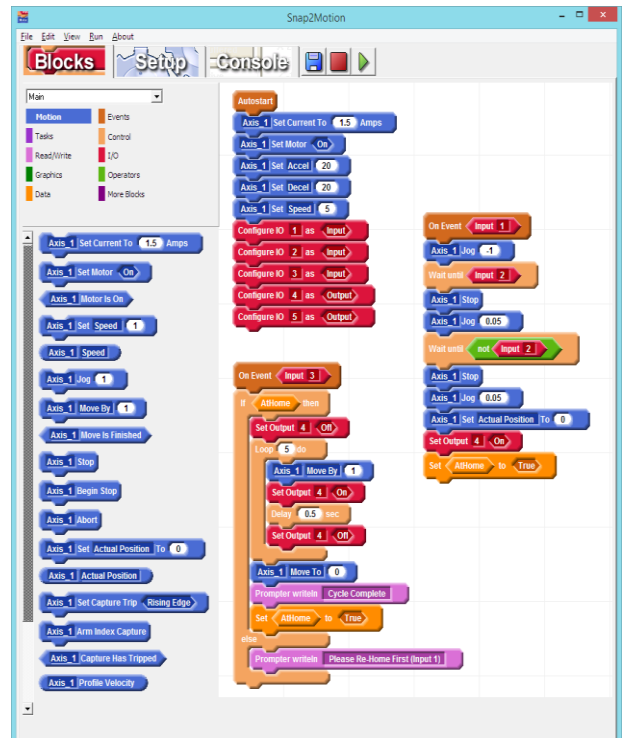 Snap2Motion
File Edit View Run About
Blocks Setup Console
Main
Motion Events
Tasks Control
Read/Write I/O
Graphics Operators
Data More Blocks
Axis_1 Set Current To 1.5 Amps
Axis_1 Set Motor On
Axis_1 Motor Is On
Axis_1 Set Speed 1
Axis_1 Speed
Axis_1 Jog 1
Axis_1 Move By 1
Axis_1 Move Is Finished
Axis_1 Stop
Axis_1 Begin Stop
Axis_1 Abort
Axis_1 Set Actual Position To 0
Axis_1 Actual Position
Axis_1 Set Capture Trip Rising Edge
Axis_1 Arm Index Capture
Axis_1 Capture Has Tripped
Axis_1 Profile Velocity
Autostart
Axis_1 Set Current To 1.5 Amps
Axis_1 Set Motor On
Axis_1 Set Accel 20
Axis_1 Set Decel 20
Axis_1 Set Speed 5
Configure IO 1 as Input
Configure IO 2 as Input
Configure IO 3 as Input
Configure IO 4 as Output
Configure IO 5 as Output
On Event Input 3
If AtHome then
Set Output 4 Off
Loop 5 do
Axis_1 Move By 1
Set Output 4 On
Delay 0.5 sec
Set Output 4 Off
Axis_1 Move To 0
Prompter writeln Cycle Complete
Set AtHome to True
else
Prompter writeln Please Re-Home First (Input 1)
On Event Input 1
Axis_1 Jog -1
Wait until Input 2
Axis_1 Stop
Axis_1 Jog 0.05
Wait until not Input 2
Axis_1 Stop
Axis_1 Jog 0.05
Axis_1 Set Actual Position To 0
Set Output 4 On
Set AtHome to True